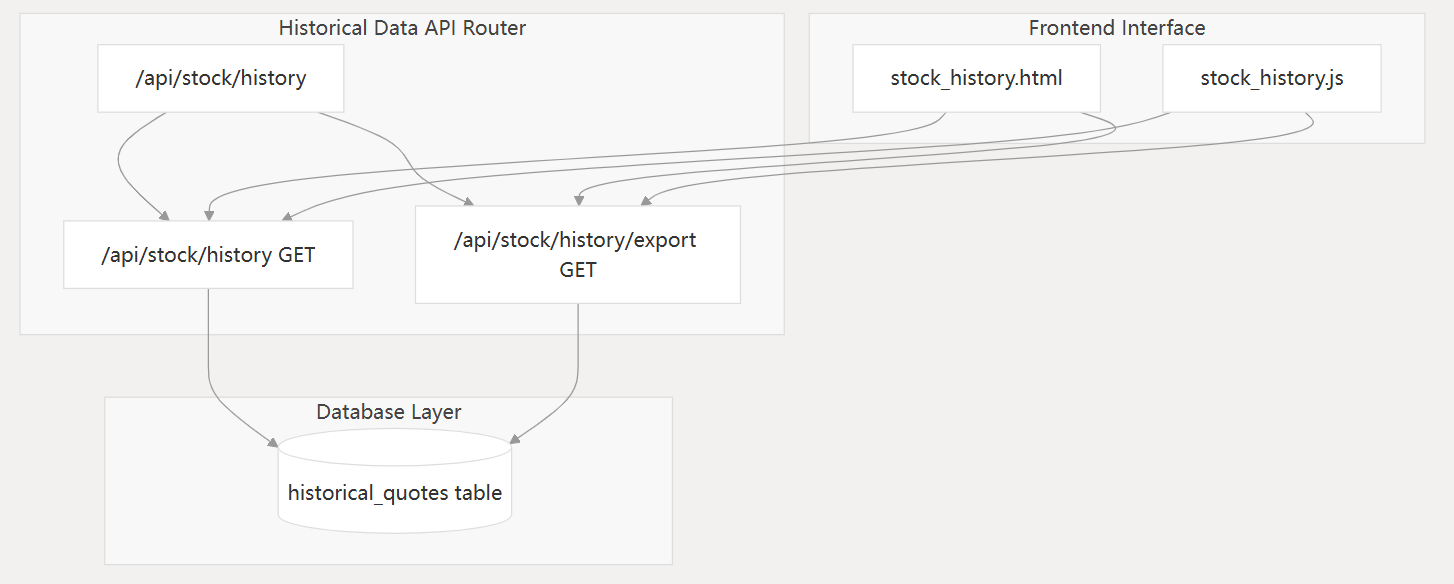 Historical Data API Router
/api/stock/history
/api/stock/history GET
/api/stock/history/export
GET
Frontend Interface
stock_history.html
stock_history.js
Database Layer
historical_quotes table